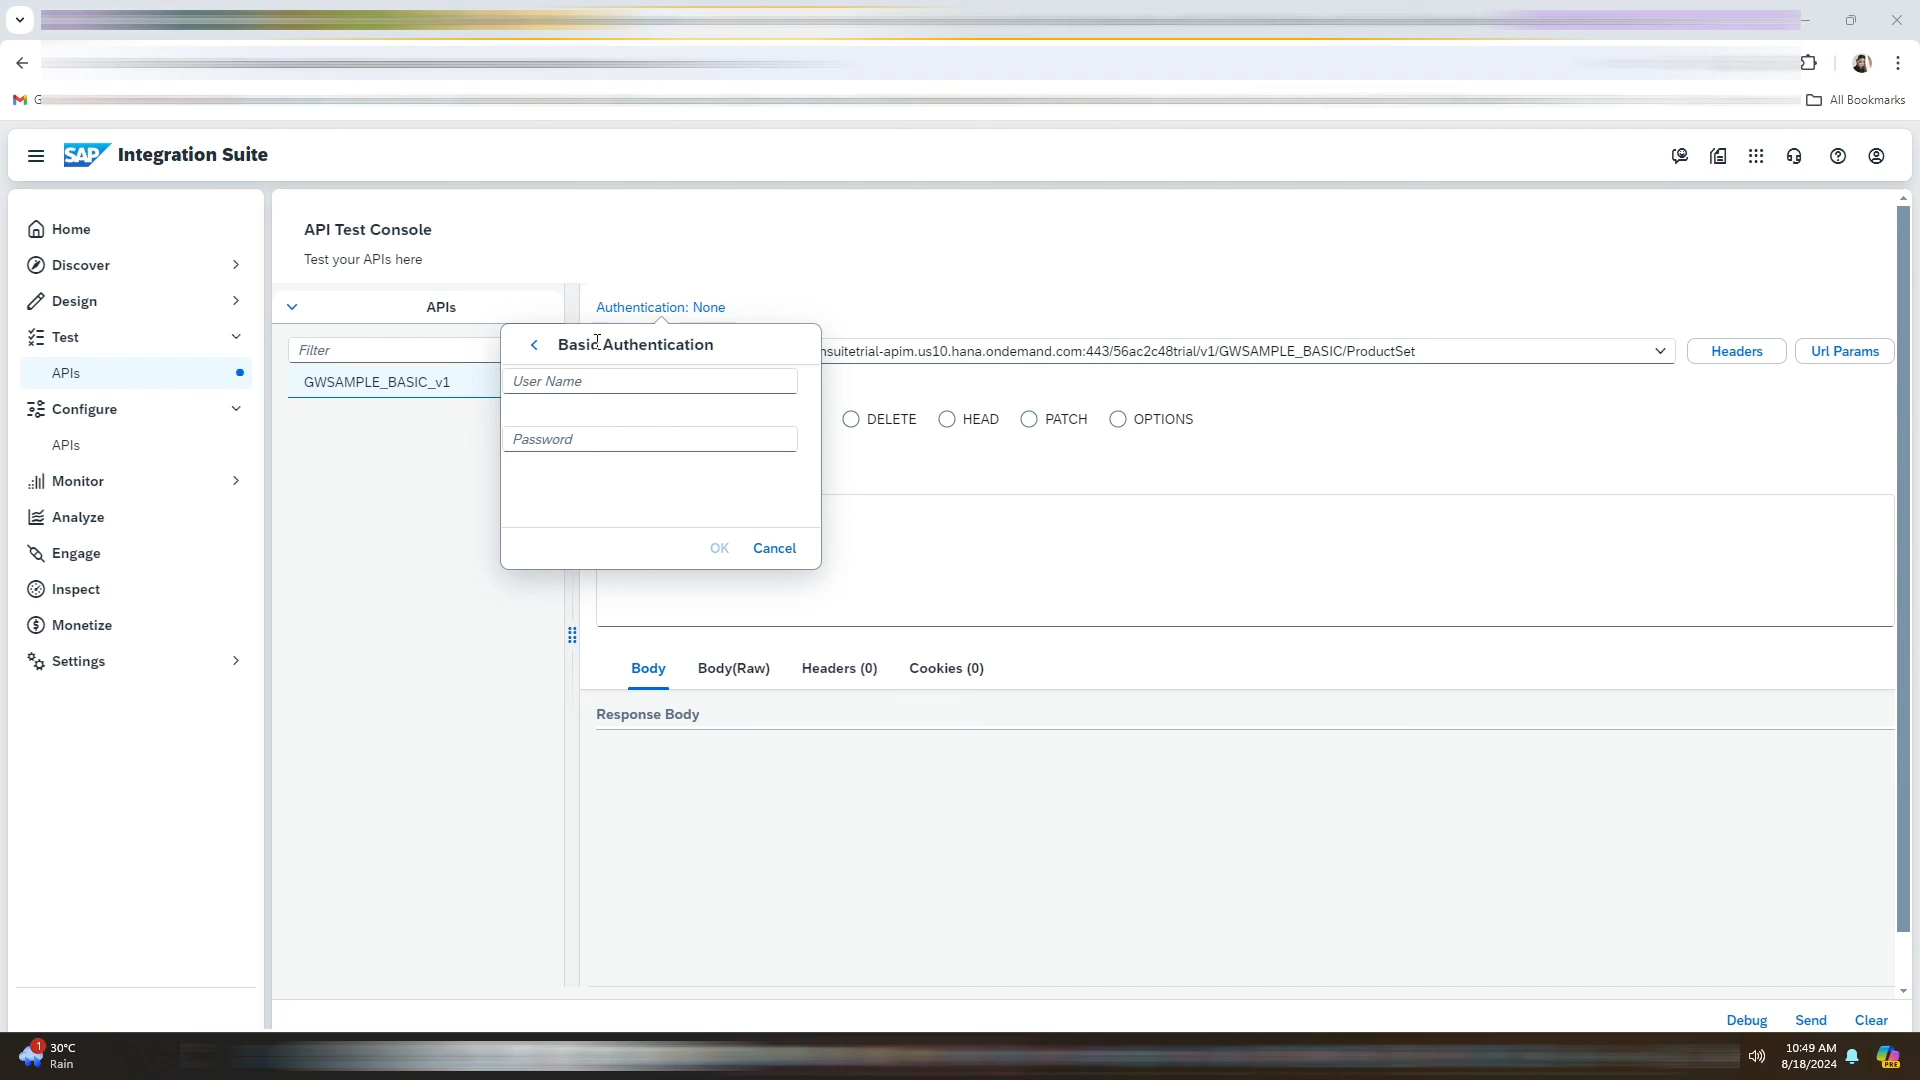 All Bookmarks
SAP Integration Suite
Home
Discover
Design
Test
APIs
Configure
APIs
Monitor
Analyze
Engage
Inspect
Monetize
Settings
API Test Console
Test your APIs here
APIs
Filter
GWSAMPLE_BASIC_v1
Authentication: None
nsuitetrial-apim.us10.hana.ondemand.com:443/56ac2c48trial/v1/GWSAMPLE_BASIC/ProductSet
Headers
Url Params
DELETE HEAD PATCH OPTIONS
Basic Authentication
User Name
Password
OK Cancel
Body Body(Raw) Headers (0) Cookies (0)
Response Body
Debug Send Clear
1
30°C
Rain
10:49 AM
8/18/2024
PRE